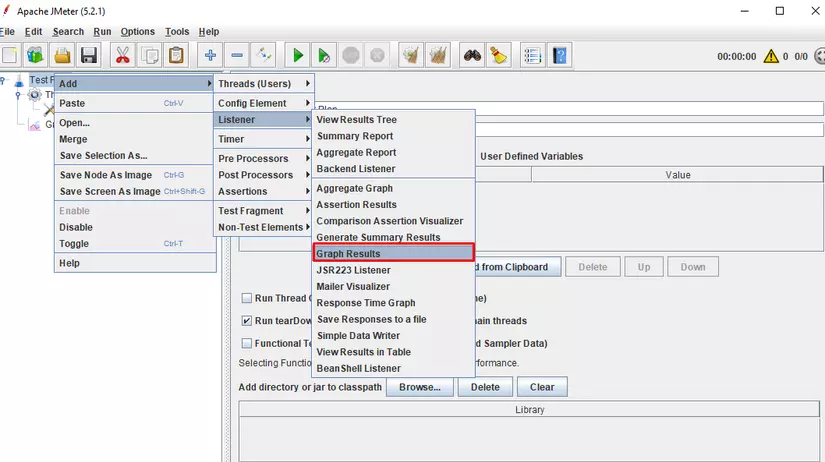 Apache JMeter (5.2.1)
File Edit Search Run Options Tools Help
00:00:00 0 0/0
Test P
Th
G
Add
Paste Ctrl-V
Open...
Merge
Save Selection As...
Save Node As Image Ctrl-G
Save Screen As Image Ctrl+Shift-G
Enable
Disable
Toggle Ctrl-T
Help
Threads (Users)
Config Element
Listener
Timer
Pre Processors
Post Processors
Assertions
Test Fragment
Non-Test Elements
View Results Tree
Summary Report
Aggregate Report
Backend Listener
Aggregate Graph
Assertion Results
Comparison Assertion Visualizer
Generate Summary Results
Graph Results
JSR223 Listener
Mailer Visualizer
Response Time Graph
Save Responses to a file
Simple Data Writer
View Results in Table
BeanShell Listener
Plan
User Defined Variables
Value
d from Clipboard Delete Up Down
Run Thread G e)
Run tearDow ain threads
Functional Te d Sampler Data)
Selecting Functio erformance.
Add directory or jar to classpath Browse... Delete Clear
Library